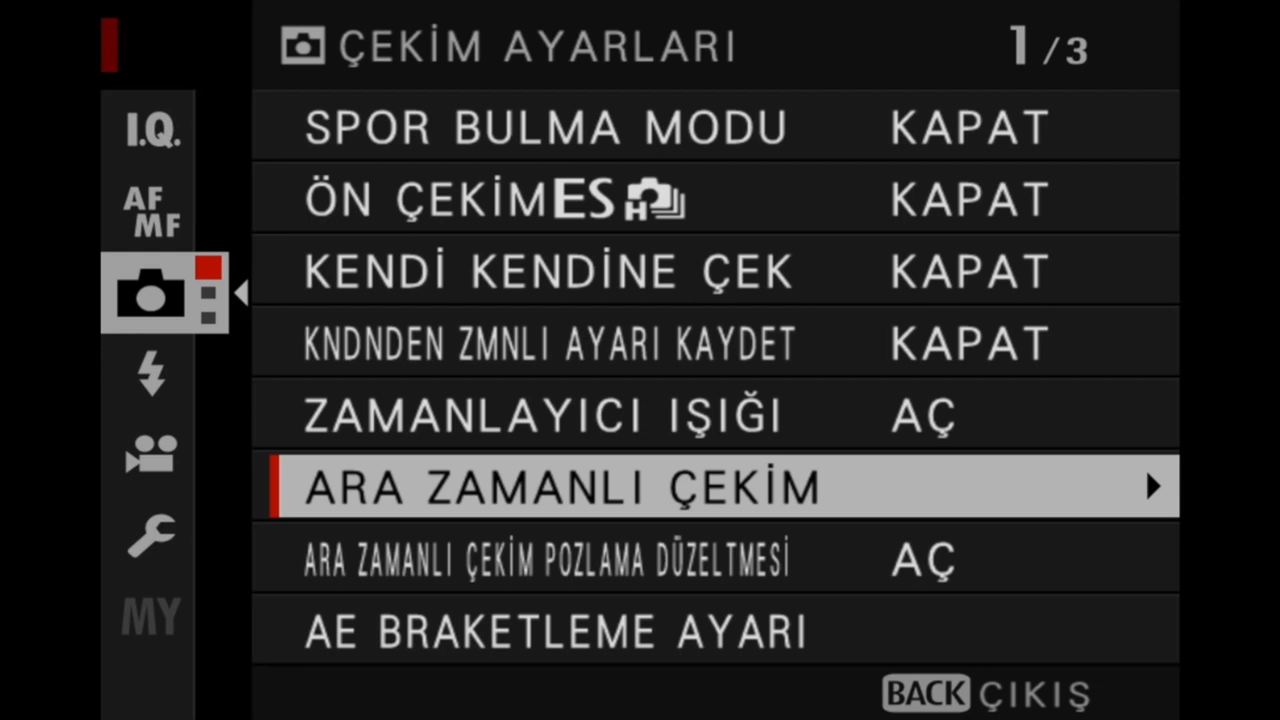 ÇEKİM AYARLARI 1/3
I.Q.
AF
MF
MY
SPOR BULMA MODU KAPAT
ÖN ÇEKİM ES H KAPAT
KENDİ KENDİNE ÇEK KAPAT
KNDNDEN ZMNLI AYARI KAYDET KAPAT
ZAMANLAYICI IŞIĞI AÇ
ARA ZAMANLI ÇEKİM
ARA ZAMANLI ÇEKİM POZLAMA DÜZELTMESİ AÇ
AE BRAKETLEME AYARI
BACK ÇIKIŞ